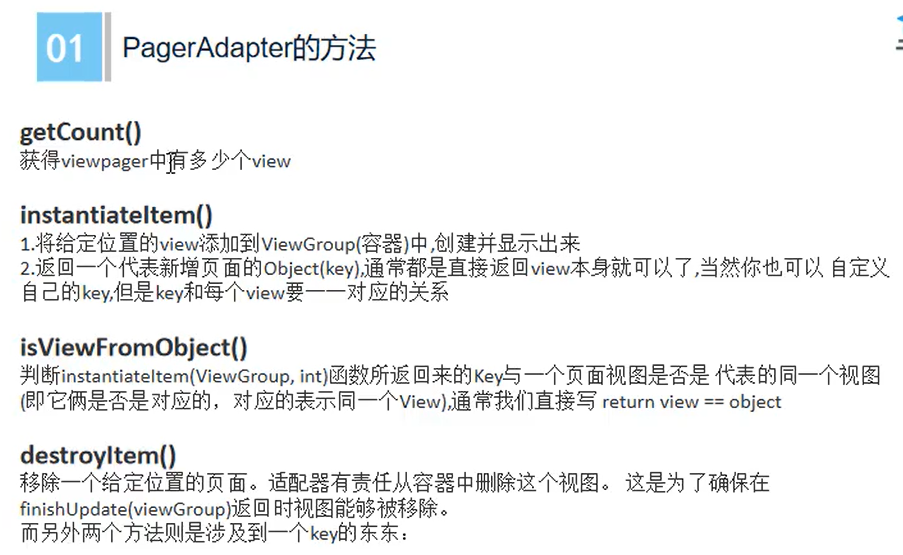 01 PagerAdapter的方法
getCount()
获得viewpager中有多少个view
instantiateItem()
1.将给定位置的view添加到ViewGroup(容器)中,创建并显示出来
2.返回一个代表新增页面的Object(key),通常都是直接返回view本身就可以了,当然你也可以 自定义
自己的key,但是key和每个view要一一对应的关系
isViewFromObject()
判断instantiateItem(ViewGroup, int)函数所返回来的Key与一个页面视图是否是 代表的同一个视图
(即它俩是否是对应的，对应的表示同一个View),通常我们直接写 return view == object
destroyItem()
移除一个给定位置的页面。适配器有责任从容器中删除这个视图。 这是为了确保在
finishUpdate(viewGroup)返回时视图能够被移除。
而另外两个方法则是涉及到一个key的东东：